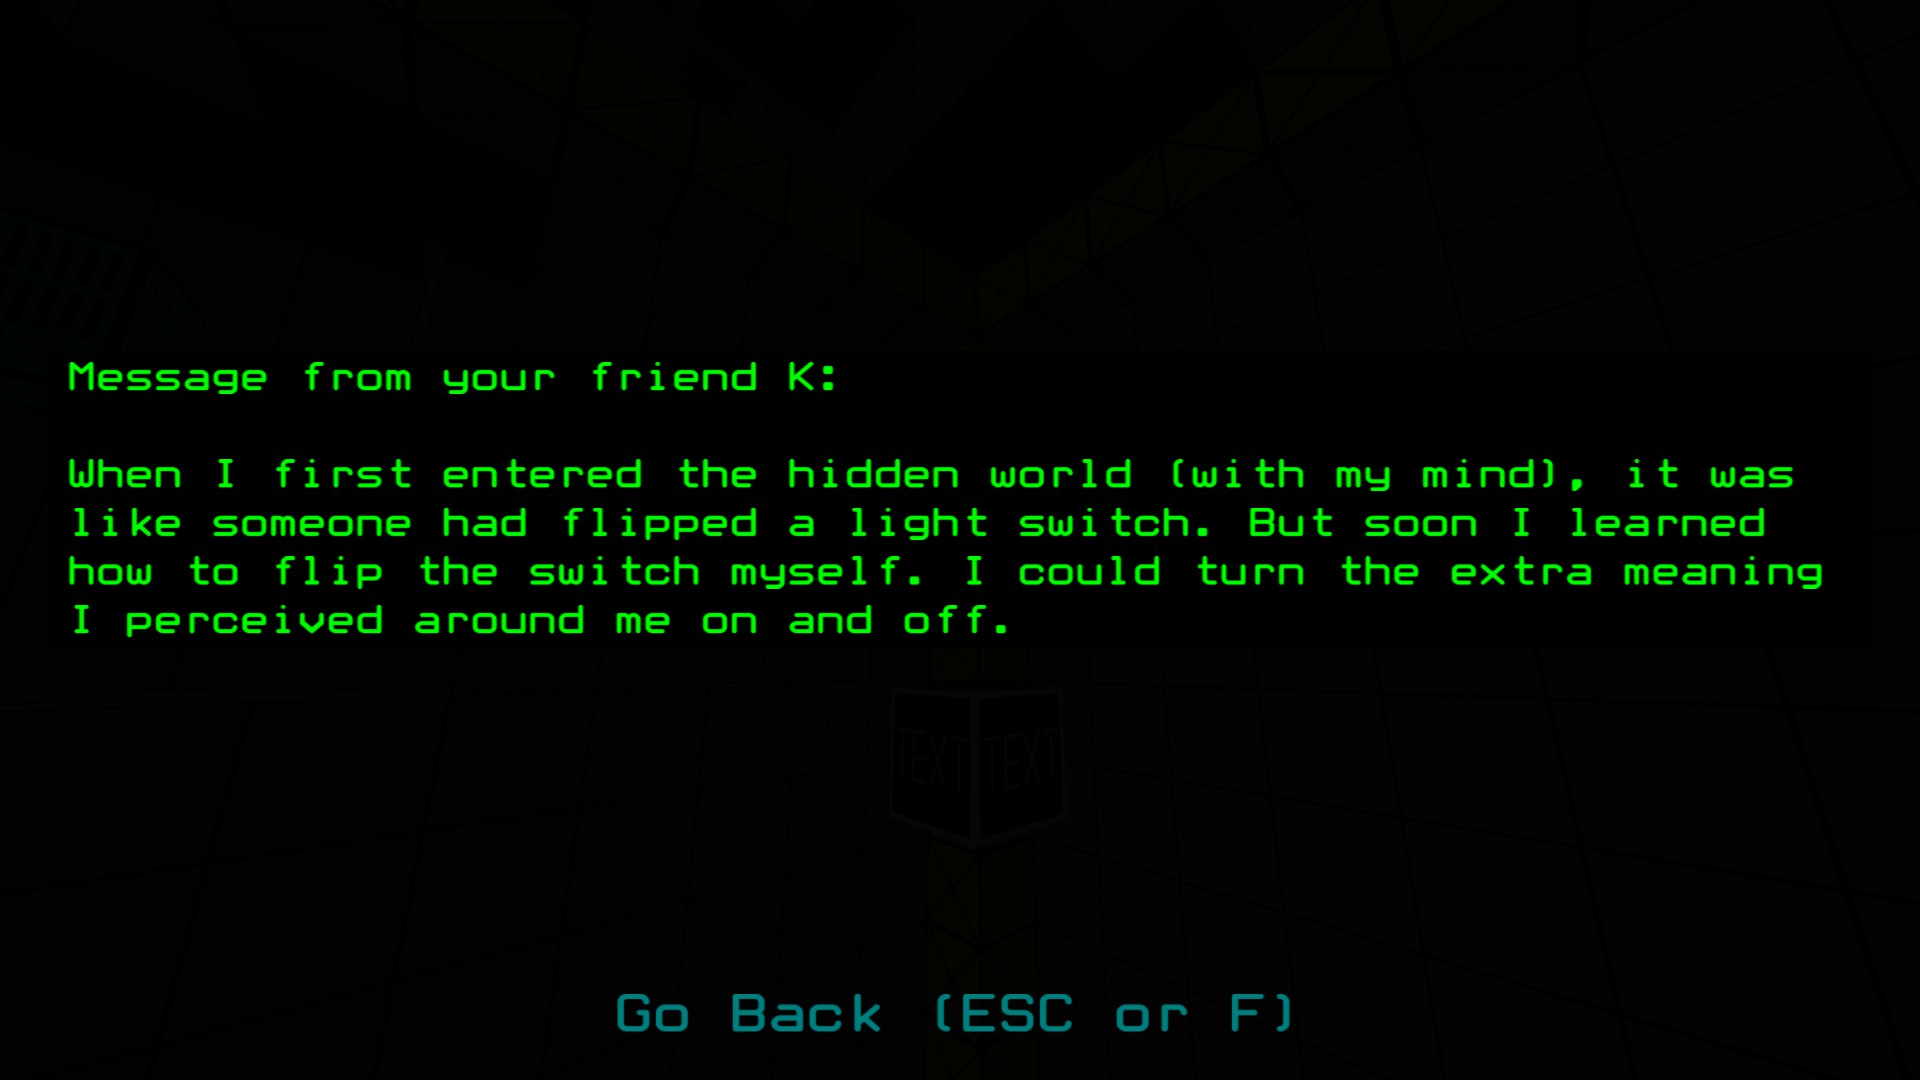 Message from your friend K:
When I first entered the hidden world (with my mind), it was
like someone had flipped a light switch. But soon I learned
how to flip the switch myself. I could turn the extra meaning
I perceived around me on and off.
TEXT TEXT
Go Back (ESC or F)